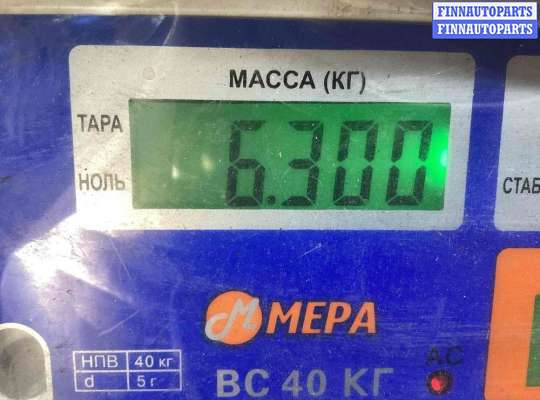 FINNAUTOPARTS
FINNAUTOPARTS
МАССА (КГ)
ТАРА
6.300
НОЛЬ
СТАБ
МЕРА
НПВ 40 кг
d 5 г
ВС 40 КГ
AC